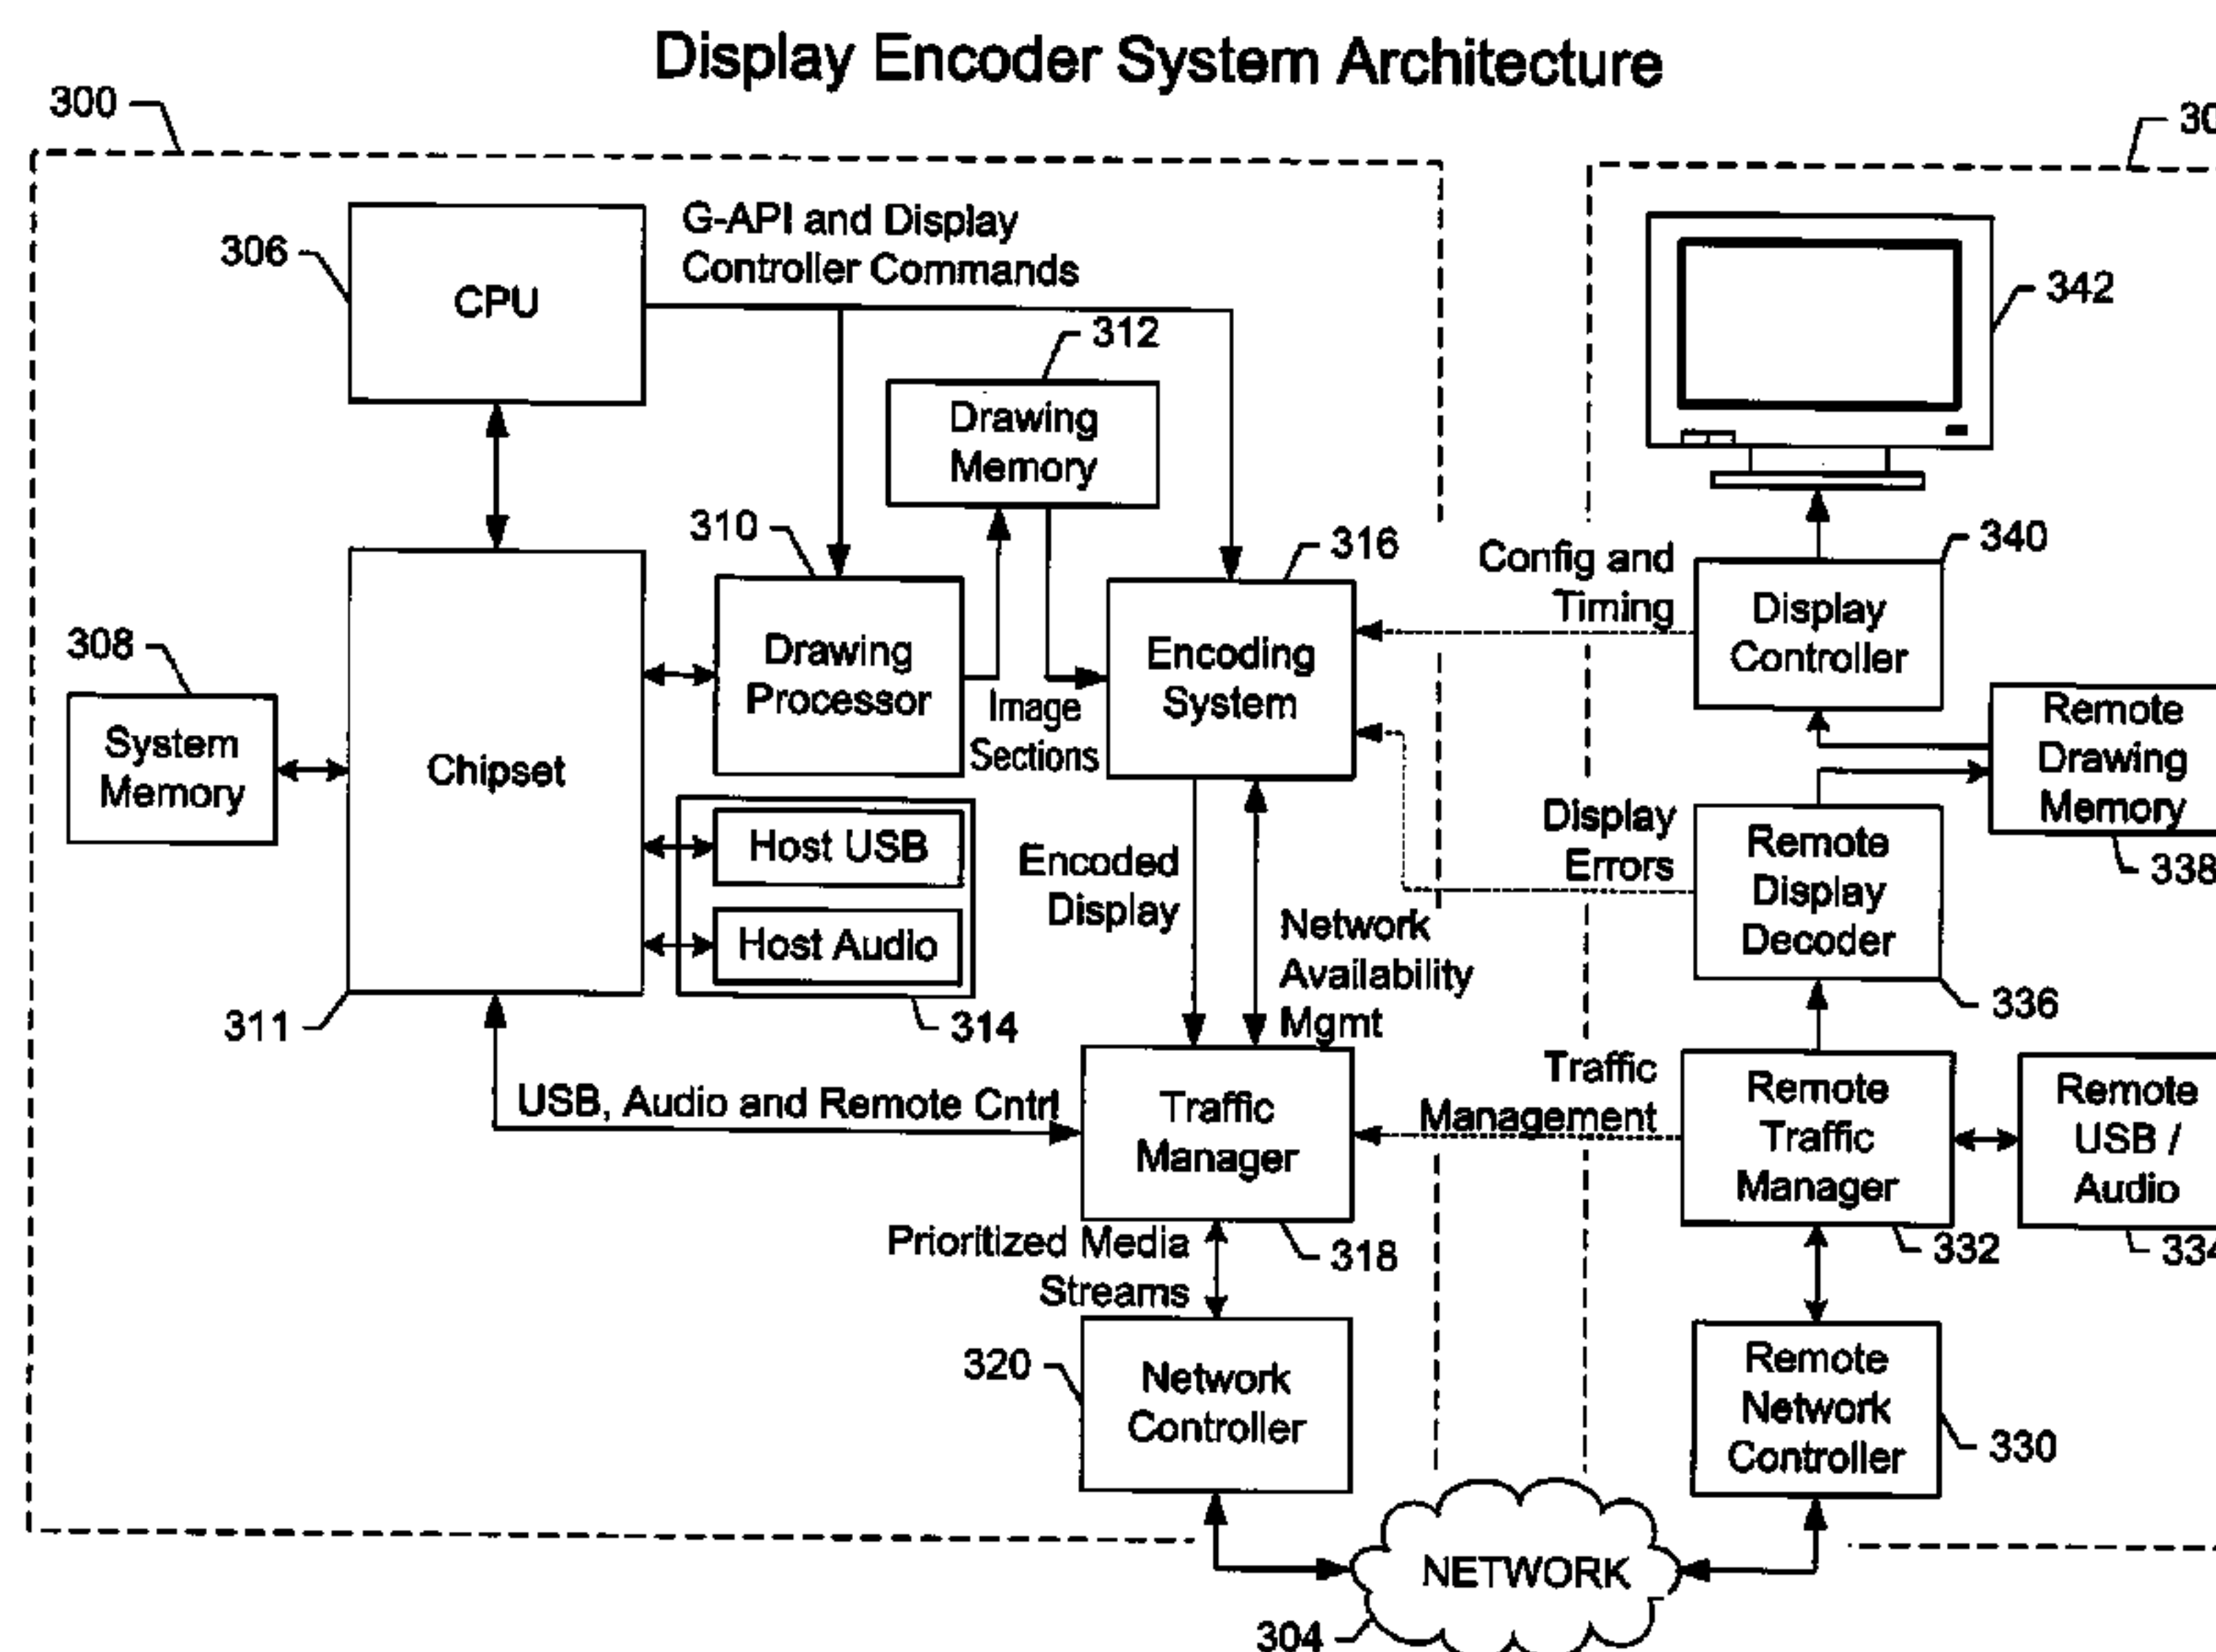 Display Encoder System Architecture
300
306
CPU
G-API and Display
Controller Commands
312
Drawing
Memory
342
310
316
Config and
Timing
340
Display
Controller
308
System
Memory
Chipset
Drawing
Processor
Image
Sections
Encoding
System
Remote
Drawing
Memory
338
Host USB
Host Audio
311
314
Encoded
Display
Network
Availability
Mgmt
Display
Errors
Remote
Display
Decoder
336
USB, Audio and Remote Cntrl
Traffic
Manager
318
Traffic
Management
Remote
Traffic
Manager
332
Remote
USB /
Audio
334
Prioritized Media
Streams
320
Network
Controller
Remote
Network
Controller
330
NETWORK
304